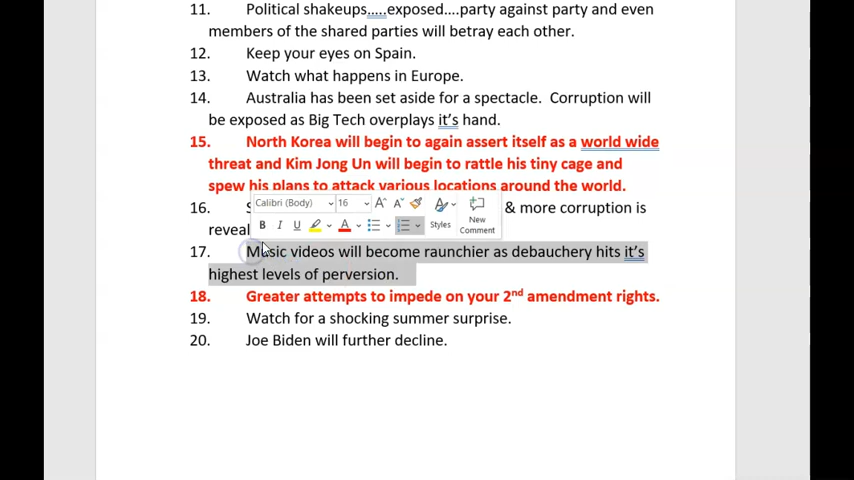 11. Political shakeups.....exposed....party against party and even
members of the shared parties will betray each other.
12. Keep your eyes on Spain.
13. Watch what happens in Europe.
14. Australia has been set aside for a spectacle. Corruption will
be exposed as Big Tech overplays it's hand.
15. North Korea will begin to again assert itself as a world wide
threat and Kim Jong Un will begin to rattle his tiny cage and
spew his plans to attack various locations around the world.
Calibri (Body) 16
16. & more corruption is
Styles New Comment
17. Music videos will become raunchier as debauchery hits it's
highest levels of perversion.
18. Greater attempts to impede on your 2nd amendment rights.
19. Watch for a shocking summer surprise.
20. Joe Biden will further decline.